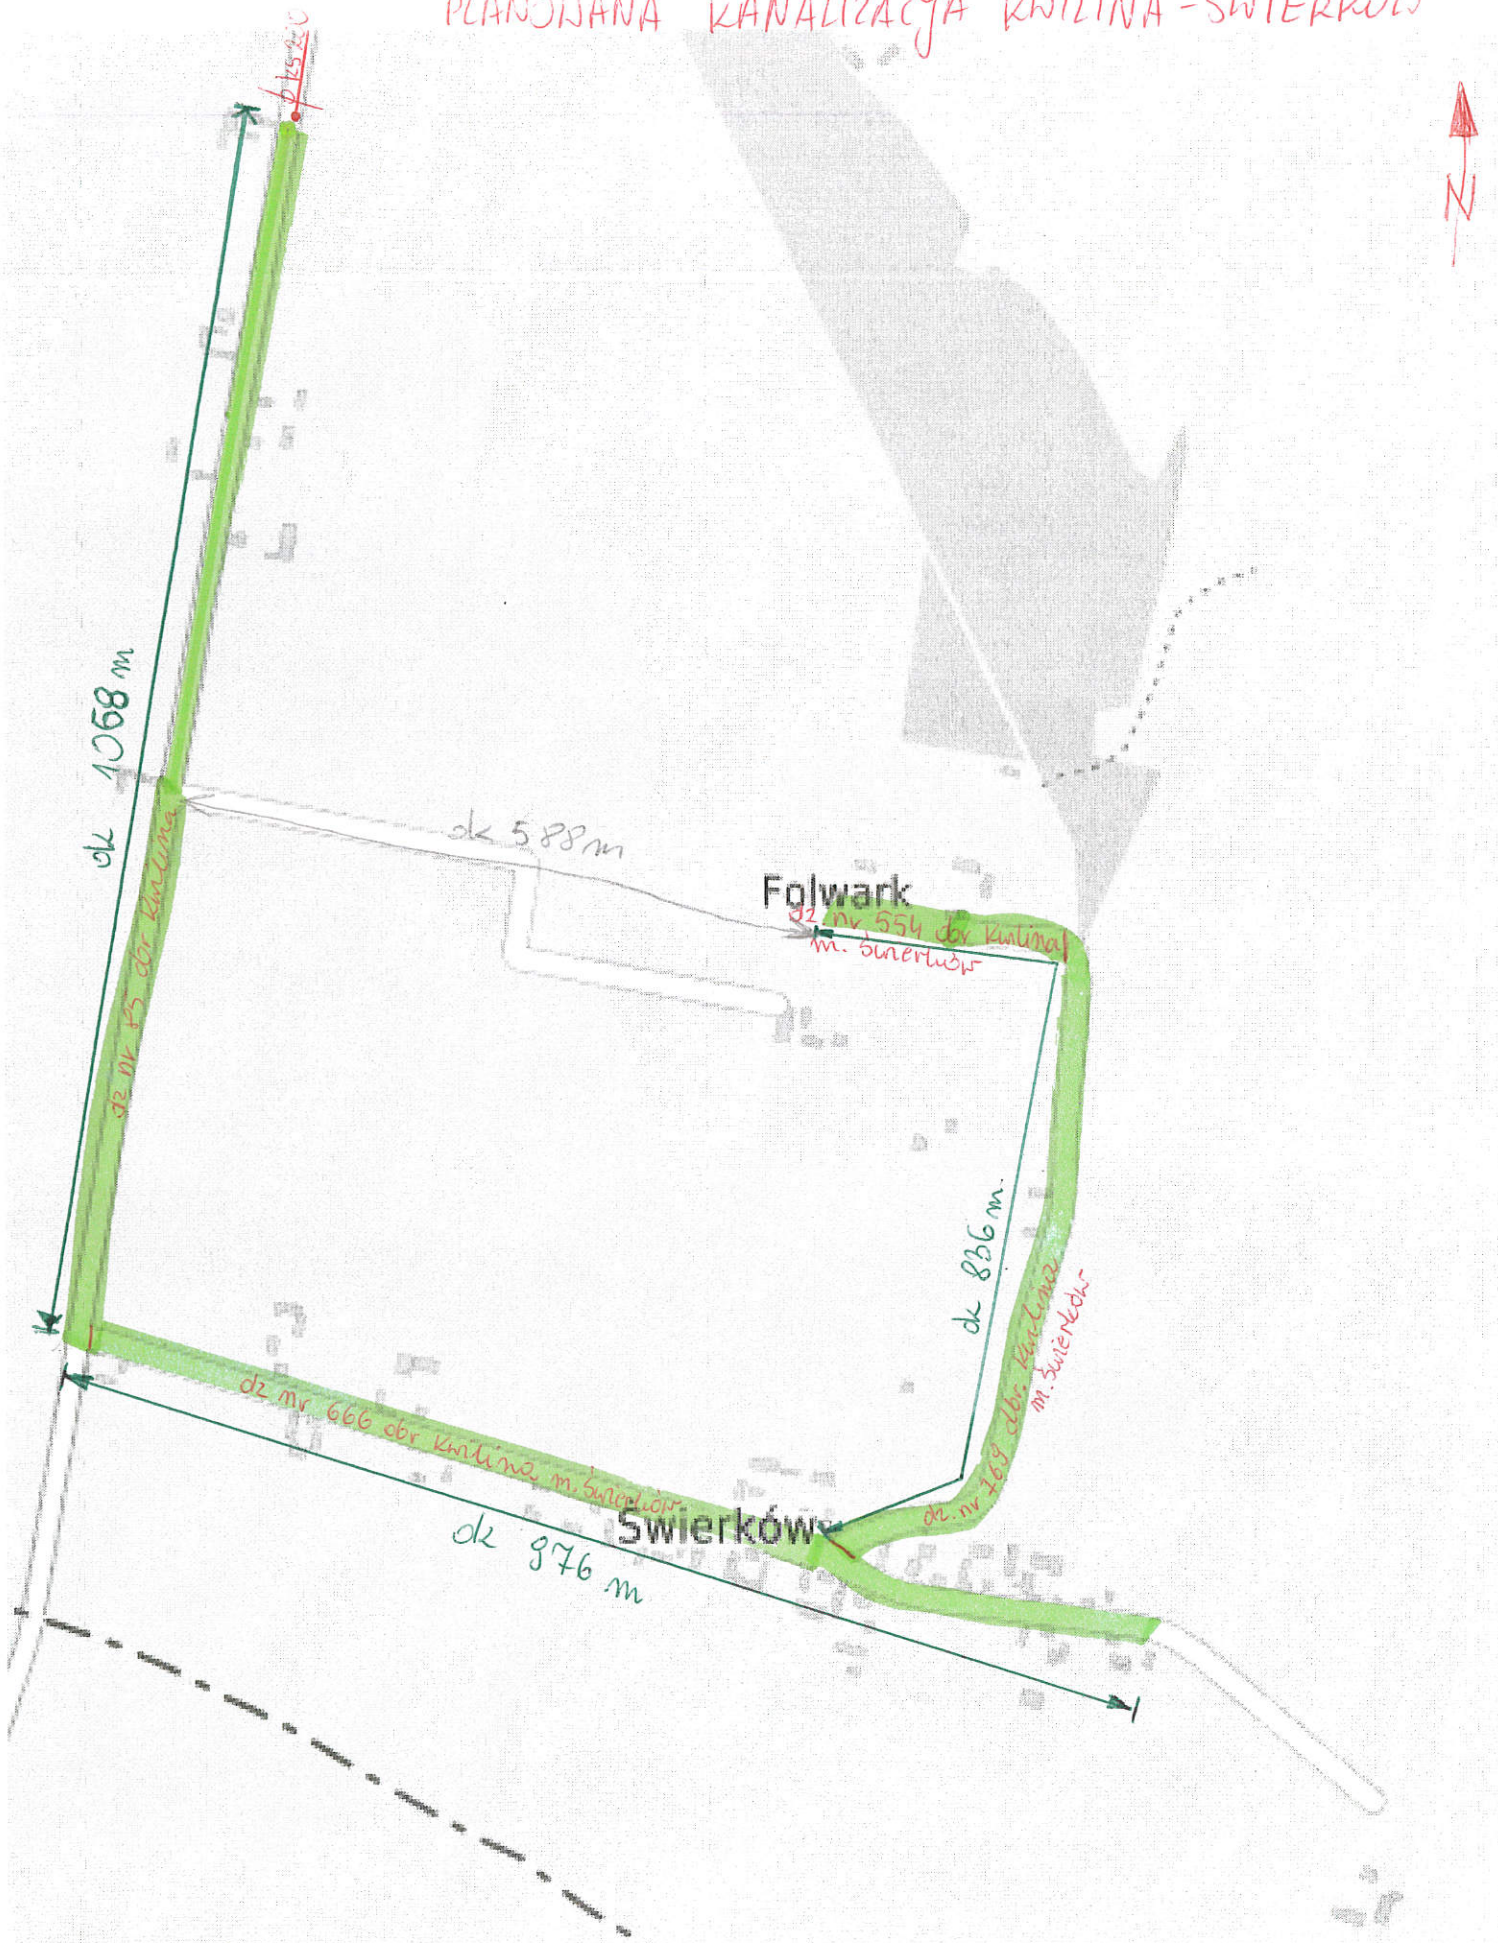 PLANOWANA KANALIZACJA KWILINA - ŚWIERKÓW
N
ok 1068 m
ok 588 m
Folwark
dz nr 554 obr Kwilina
m. Świerków
dz nr 85 obr Kwilina
ok 836 m.
dz. nr 769 obr. Kwilina
m. Świerków
dz nr 666 obr Kwilina m. Świerków
Świerków
ok 976 m